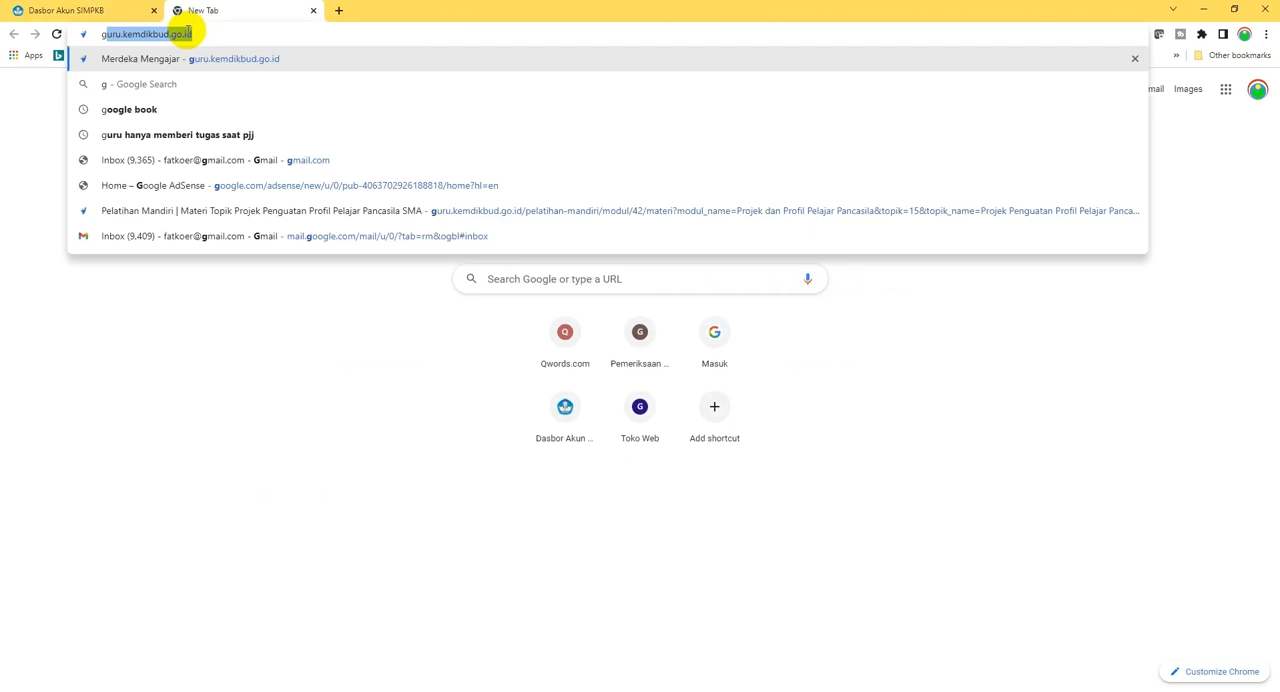 Dasbor Akun SIMPKB
New Tab
guru.kemdikbud.go.id
Apps
Other bookmarks
Merdeka Mengajar - guru.kemdikbud.go.id
g - Google Search
google book
guru hanya memberi tugas saat pjj
Inbox (9.365) - fatkoer@gmail.com - Gmail - gmail.com
Home – Google AdSense - google.com/adsense/new/u/0/pub-4063702926188818/home?hl=en
Pelatihan Mandiri | Materi Topik Projek Penguatan Profil Pelajar Pancasila SMA - guru.kemdikbud.go.id/pelatihan-mandiri/modul/42/materi?modul_name=Projek dan Profil Pelajar Pancasila&topik=15&topik_name=Projek Penguatan Profil Pelajar Panca...
Inbox (9.409) - fatkoer@gmail.com - Gmail - mail.google.com/mail/u/0/?tab=rm&ogbl#inbox
mail Images
Search Google or type a URL
Q G G
Qwords.com Pemeriksaan ... Masuk
G
Dasbor Akun ... Toko Web Add shortcut
Customize Chrome